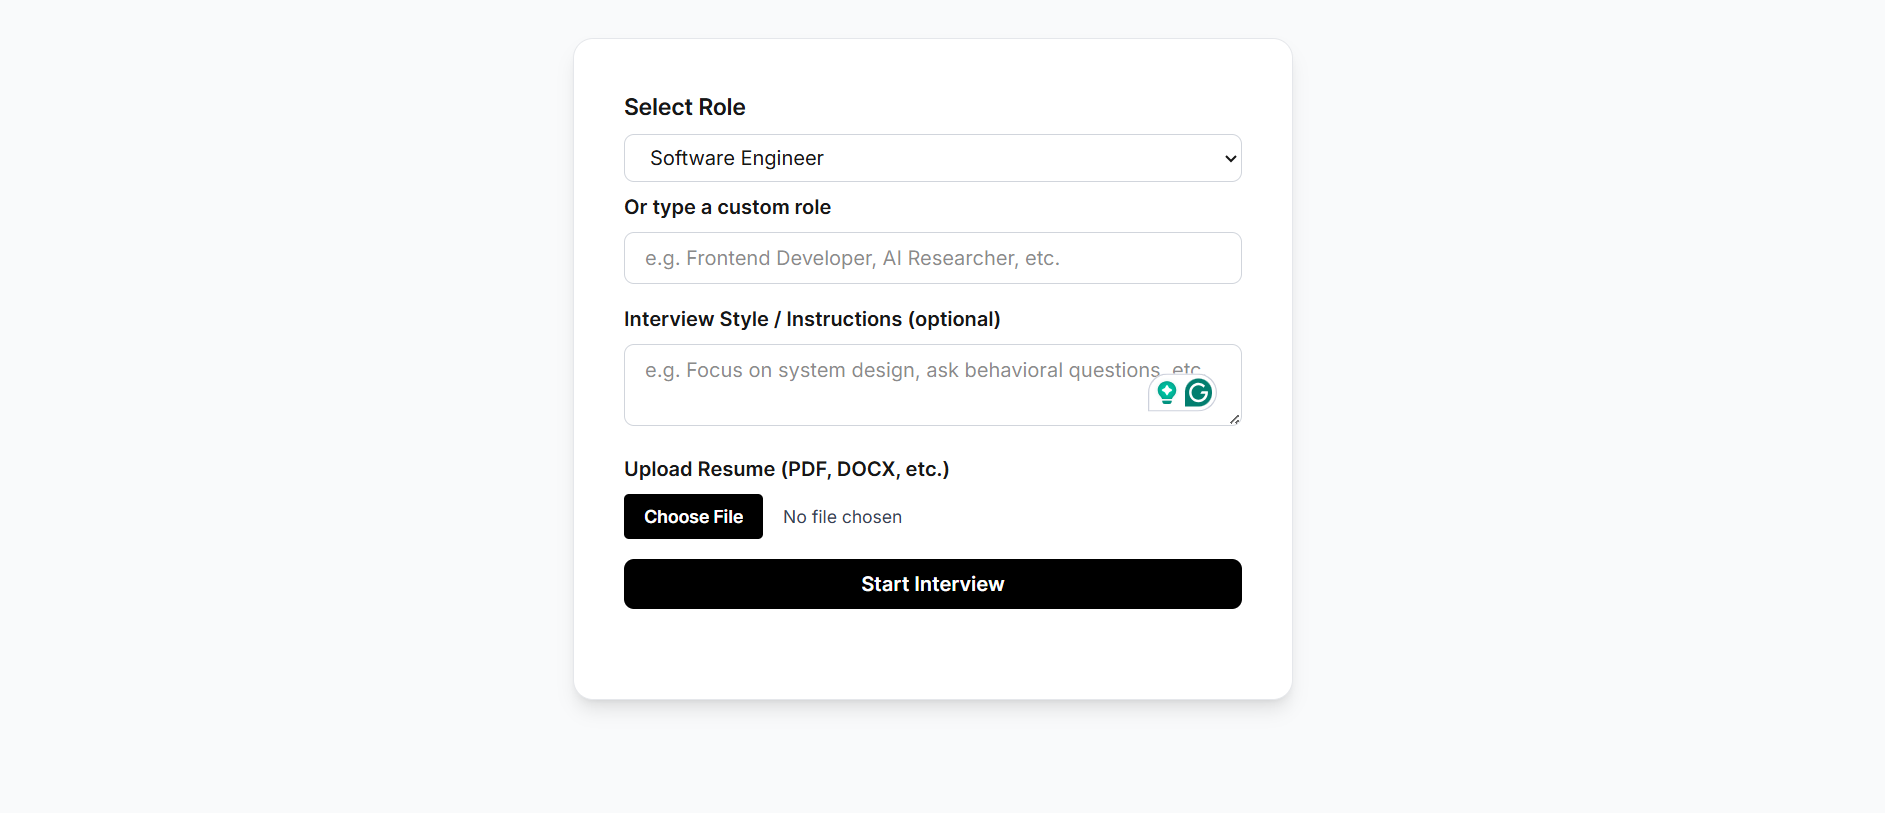 Select Role
Software Engineer
Or type a custom role
e.g. Frontend Developer, AI Researcher, etc.
Interview Style / Instructions (optional)
e.g. Focus on system design, ask behavioral questions, etc.
Upload Resume (PDF, DOCX, etc.)
Choose File No file chosen
Start Interview